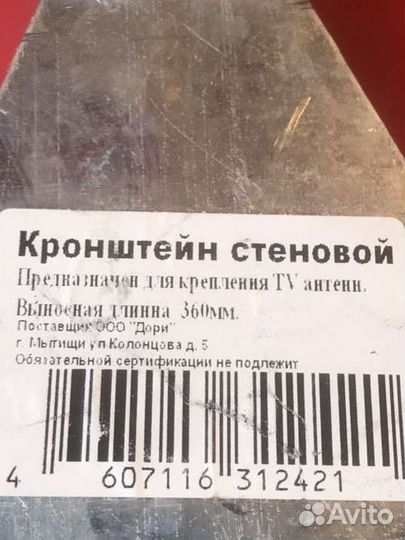 Кронштейн стеновой
Предназначен для крепления TV антенн.
Выносная длинна 360мм.
Поставщик ООО "Дори"
г. Мытищи ул Колонцова д. 5
Обязательной сертификации не подлежит
4 607116 312421
Avito